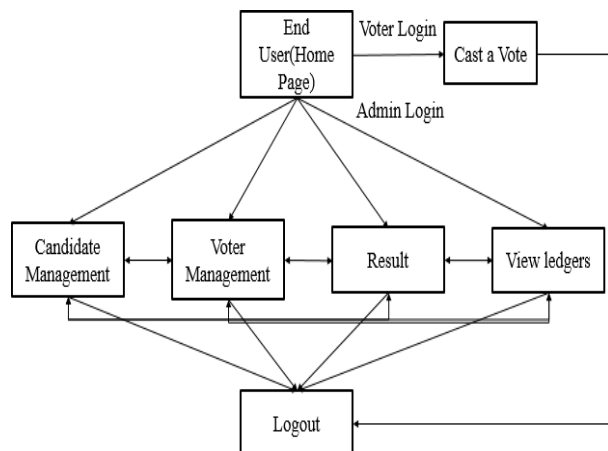 End
User(Home
Page)
Voter Login
Cast a Vote
Admin Login
Candidate
Management
Voter
Management
Result
View ledgers
Logout